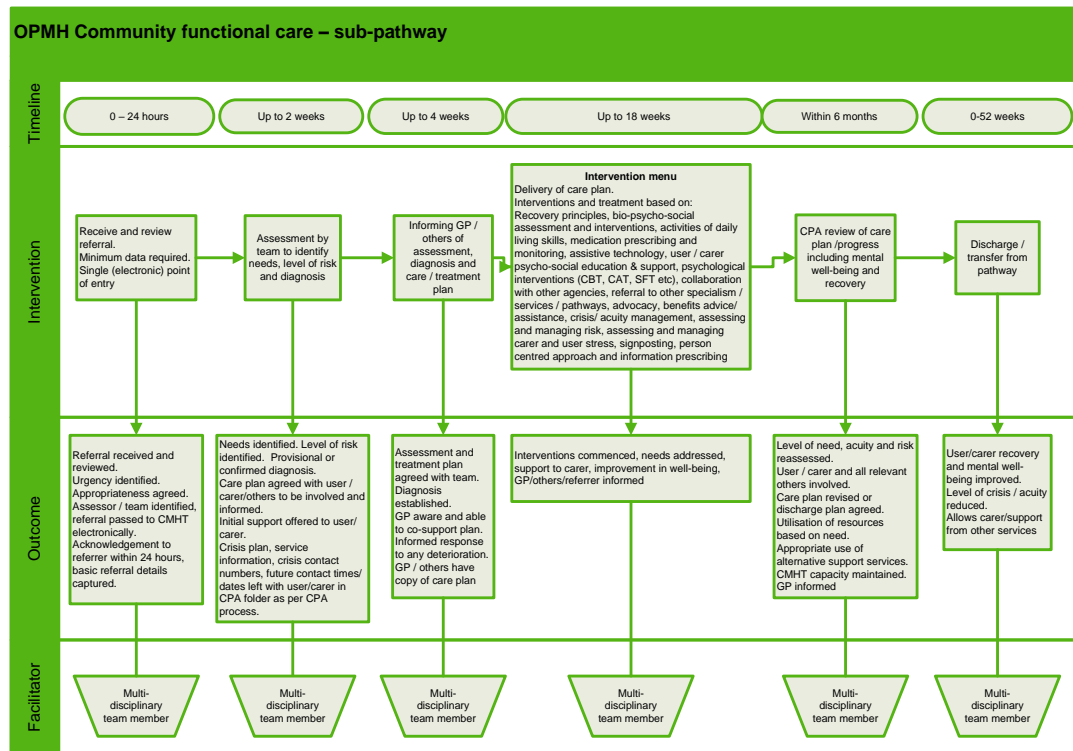 OPMH Community functional care – sub-pathway
Timeline
0 – 24 hours
Up to 2 weeks
Up to 4 weeks
Up to 18 weeks
Within 6 months
0-52 weeks
Intervention
Receive and review
referral.
Minimum data required.
Single (electronic) point
of entry
Assessment by
team to identify
needs, level of risk
and diagnosis
Informing GP /
others of
assessment,
diagnosis and
care / treatment
plan
Intervention menu
Delivery of care plan.
Interventions and treatment based on:
Recovery principles, bio-psycho-social
assessment and interventions, activities of daily
living skills, medication prescribing and
monitoring, assistive technology, user / carer
psycho-social education & support, psychological
interventions (CBT, CAT, SFT etc), collaboration
with other agencies, referral to other specialism /
services / pathways, advocacy, benefits advice/
assistance, crisis/ acuity management, assessing
and managing risk, assessing and managing
carer and user stress, signposting, person
centred approach and information prescribing
CPA review of care
plan /progress
including mental
well-being and
recovery
Discharge /
transfer from
pathway
Outcome
Referral received and
reviewed.
Urgency identified.
Appropriateness agreed.
Assessor / team identified,
referral passed to CMHT
electronically.
Acknowledgement to
referrer within 24 hours,
basic referral details
captured.
Needs identified. Level of risk
identified. Provisional or
confirmed diagnosis.
Care plan agreed with user /
carer/others to be involved and
informed.
Initial support offered to user/
carer.
Crisis plan, service
information, crisis contact
numbers, future contact times/
dates left with user/carer in
CPA folder as per CPA
process.
Assessment and
treatment plan
agreed with team.
Diagnosis
established.
GP aware and able
to co-support plan.
Informed response
to any deterioration.
GP / others have
copy of care plan
Interventions commenced, needs addressed,
support to carer, improvement in well-being,
GP/others/referrer informed
Level of need, acuity and risk
reassessed.
User / carer and all relevant
others involved.
Care plan revised or
discharge plan agreed.
Utilisation of resources
based on need.
Appropriate use of
alternative support services.
CMHT capacity maintained.
GP informed
User/carer recovery
and mental well-
being improved.
Level of crisis / acuity
reduced.
Allows carer/support
from other services
Facilitator
Multi-
disciplinary
team member
Multi-
disciplinary
team member
Multi-
disciplinary
team member
Multi-
disciplinary
team member
Multi-
disciplinary
team member
Multi-
disciplinary
team member